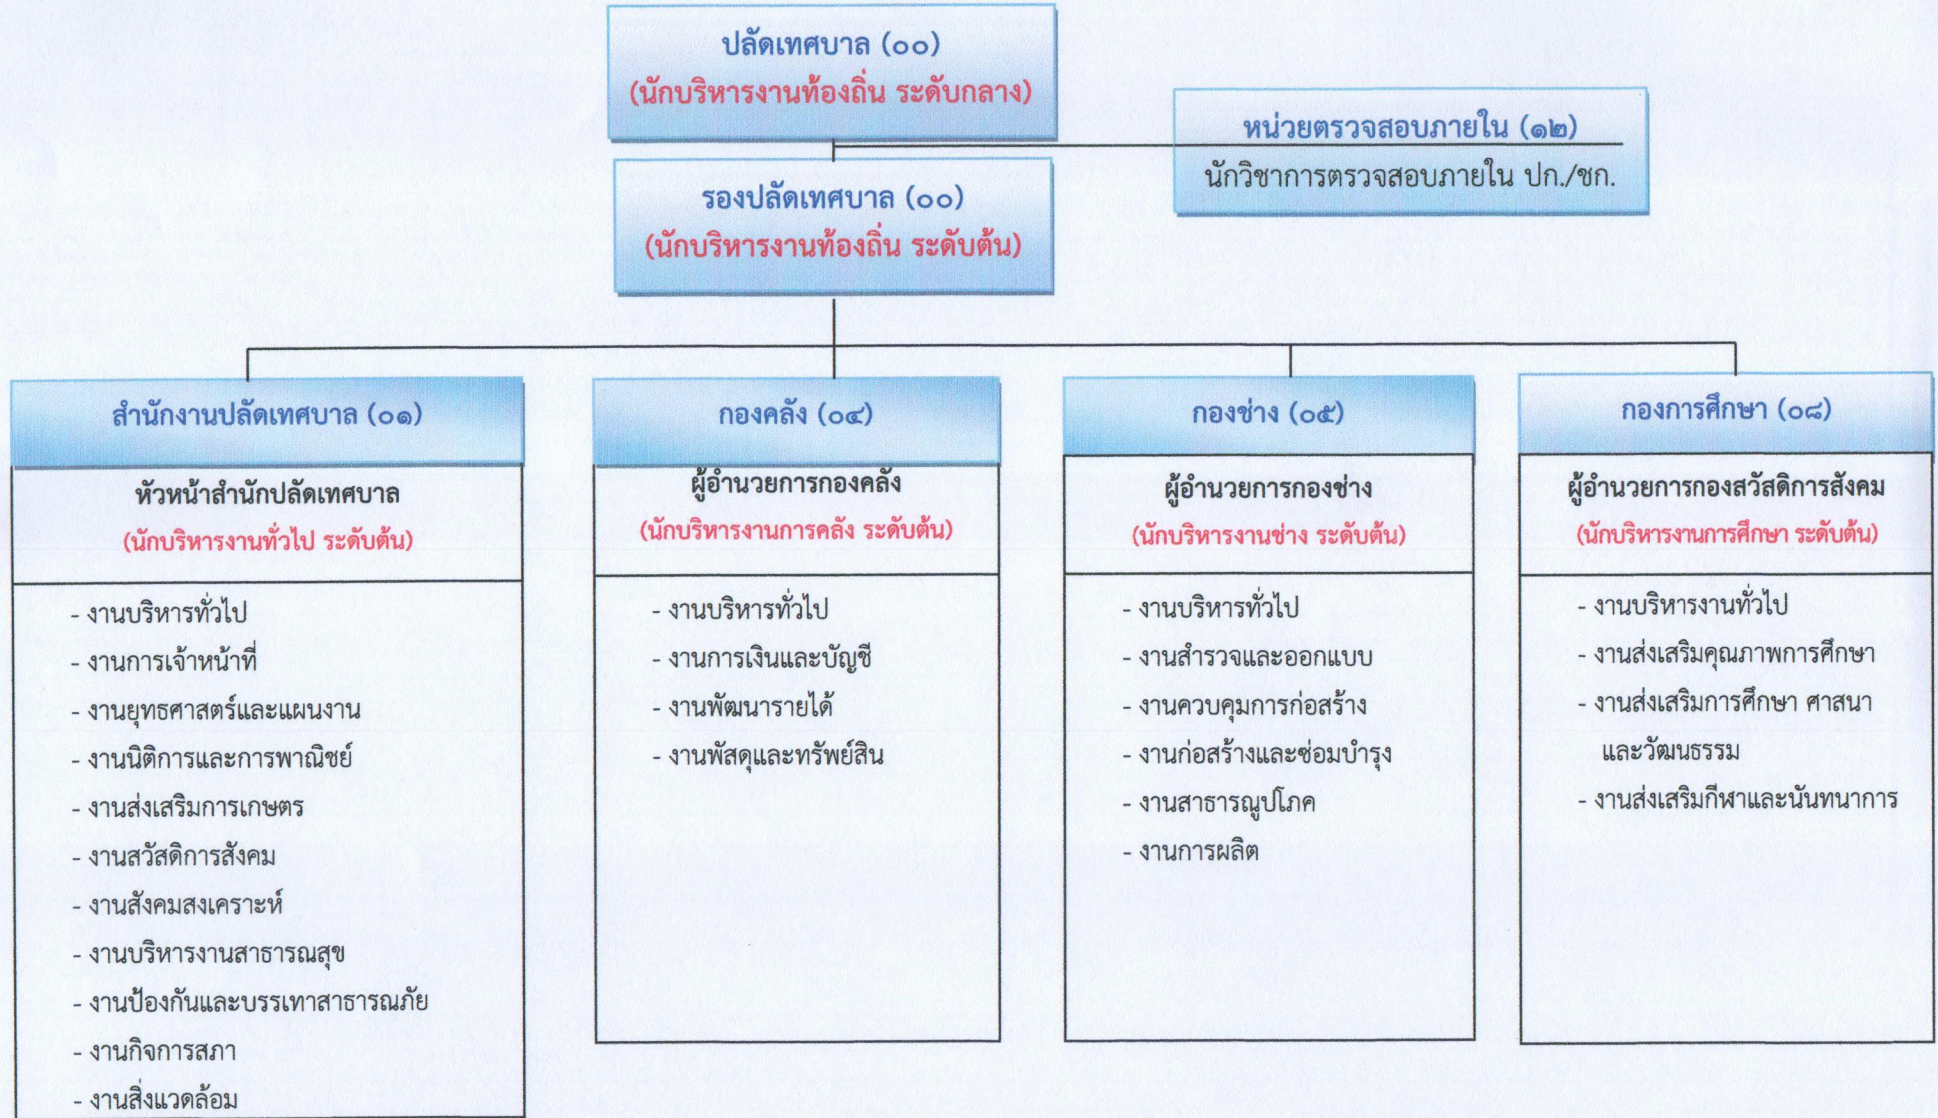 ปลัดเทศบาล (๐๐)
(นักบริหารงานท้องถิ่น ระดับกลาง)
หน่วยตรวจสอบภายใน (๑๒)
นักวิชาการตรวจสอบภายใน ปก./ชก.
รองปลัดเทศบาล (๐๐)
(นักบริหารงานท้องถิ่น ระดับต้น)
สำนักงานปลัดเทศบาล (๐๑)
หัวหน้าสำนักปลัดเทศบาล
(นักบริหารงานทั่วไป ระดับต้น)
- งานบริหารทั่วไป
- งานการเจ้าหน้าที่
- งานยุทธศาสตร์และแผนงาน
- งานนิติการและการพาณิชย์
- งานส่งเสริมการเกษตร
- งานสวัสดิการสังคม
- งานสังคมสงเคราะห์
- งานบริหารงานสาธารณสุข
- งานป้องกันและบรรเทาสาธารณภัย
- งานกิจการสภา
- งานสิ่งแวดล้อม
กองคลัง (๐๔)
ผู้อำนวยการกองคลัง
(นักบริหารงานการคลัง ระดับต้น)
- งานบริหารทั่วไป
- งานการเงินและบัญชี
- งานพัฒนารายได้
- งานพัสดุและทรัพย์สิน
กองช่าง (๐๕)
ผู้อำนวยการกองช่าง
(นักบริหารงานช่าง ระดับต้น)
- งานบริหารทั่วไป
- งานสำรวจและออกแบบ
- งานควบคุมการก่อสร้าง
- งานก่อสร้างและซ่อมบำรุง
- งานสาธารณูปโภค
- งานการผลิต
กองการศึกษา (๐๘)
ผู้อำนวยการกองสวัสดิการสังคม
(นักบริหารงานการศึกษา ระดับต้น)
- งานบริหารงานทั่วไป
- งานส่งเสริมคุณภาพการศึกษา
- งานส่งเสริมการศึกษา ศาสนา
และวัฒนธรรม
- งานส่งเสริมกีฬาและนันทนาการ